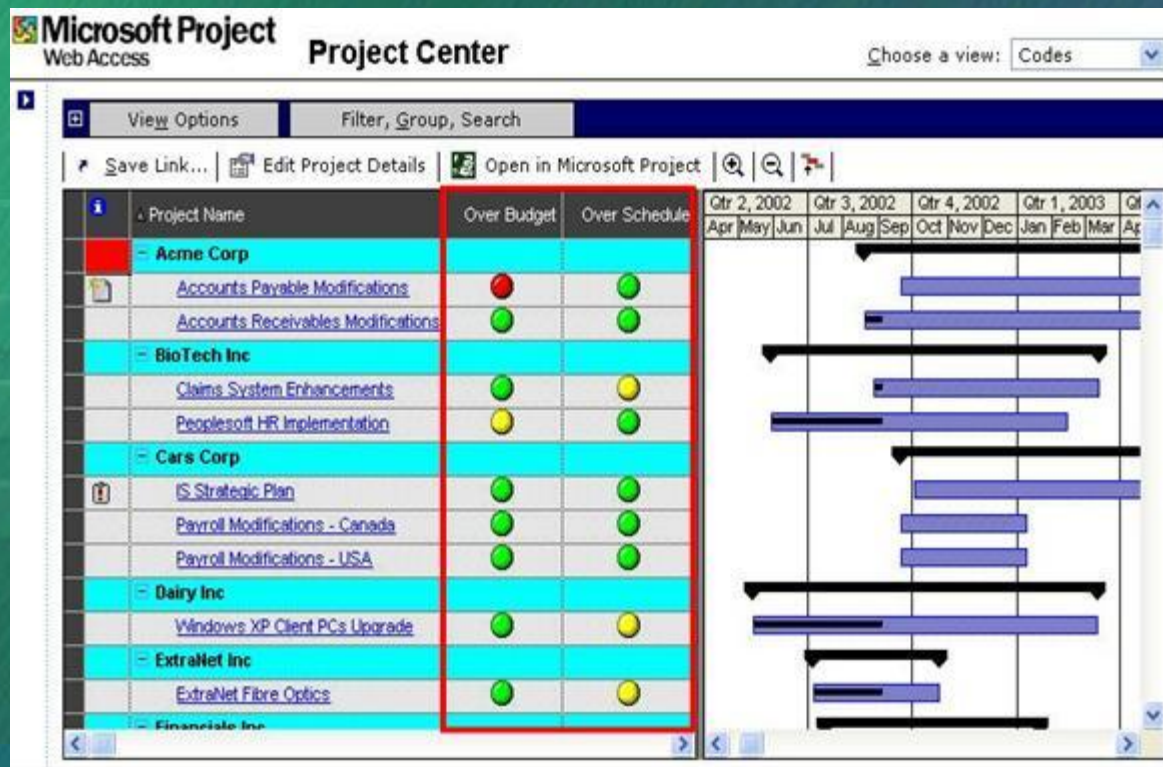 Microsoft Project
Web Access
Project Center
Choose a view: Codes
View Options
Filter, Group, Search
Save Link...
Edit Project Details
Open in Microsoft Project
Project Name
Over Budget
Over Schedule
Qtr 2, 2002
Qtr 3, 2002
Qtr 4, 2002
Qtr 1, 2003
Apr May Jun Jul Aug Sep Oct Nov Dec Jan Feb Mar
Acme Corp
Accounts Payable Modifications
Accounts Receivables Modifications
BioTech Inc
Claims System Enhancements
Peoplesoft HR Implementation
Cars Corp
IS Strategic Plan
Payroll Modifications - Canada
Payroll Modifications - USA
Dairy Inc
Windows XP Client PCs Upgrade
ExtraNet Inc
ExtraNet Fibre Optics
Financials Inc